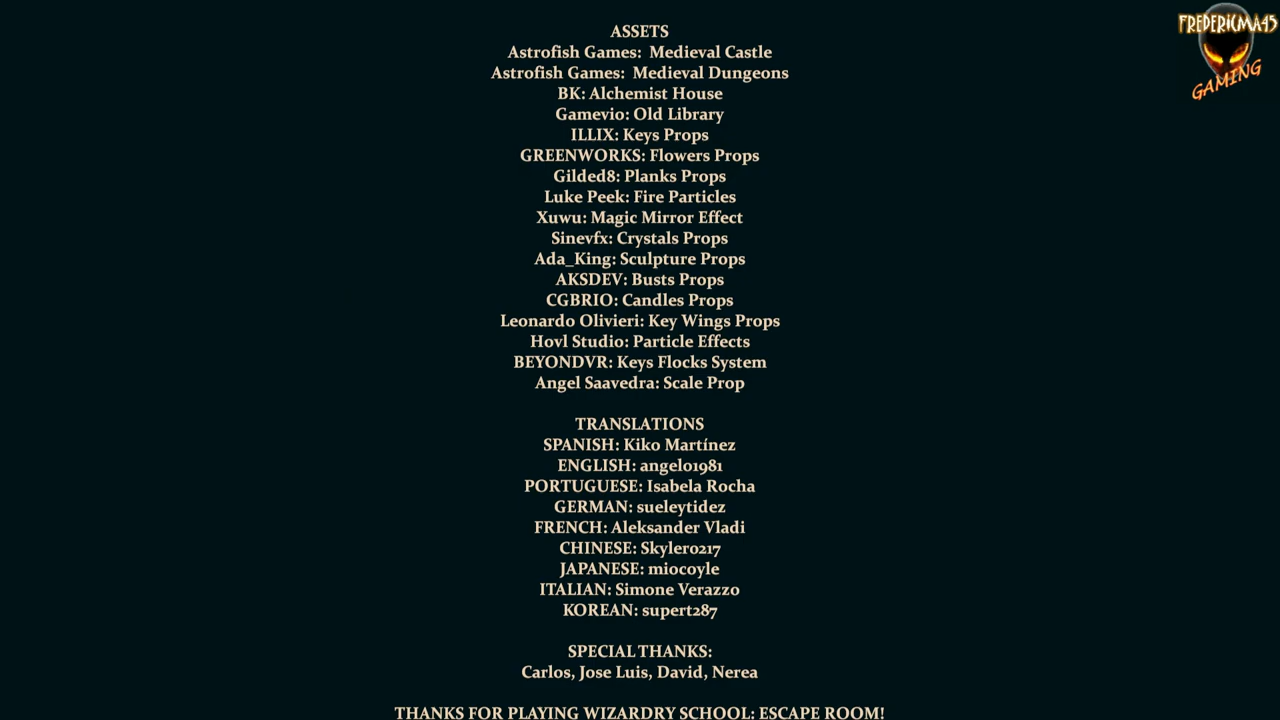 FREDERICMA45
GAMING
ASSETS
Astrofish Games:  Medieval Castle
Astrofish Games:  Medieval Dungeons
BK: Alchemist House
Gamevio: Old Library
ILLIX: Keys Props
GREENWORKS: Flowers Props
Gilded8: Planks Props
Luke Peek: Fire Particles
Xuwu: Magic Mirror Effect
Sinevfx: Crystals Props
Ada_King: Sculpture Props
AKSDEV: Busts Props
CGBRIO: Candles Props
Leonardo Olivieri: Key Wings Props
Hovl Studio: Particle Effects
BEYONDVR: Keys Flocks System
Angel Saavedra: Scale Prop
TRANSLATIONS
SPANISH: Kiko Martínez
ENGLISH: angelo1981
PORTUGUESE: Isabela Rocha
GERMAN: sueleytidez
FRENCH: Aleksander Vladi
CHINESE: Skyler0217
JAPANESE: miocoyle
ITALIAN: Simone Verazzo
KOREAN: supert287
SPECIAL THANKS:
Carlos, Jose Luis, David, Nerea
THANKS FOR PLAYING WIZARDRY SCHOOL: ESCAPE ROOM!